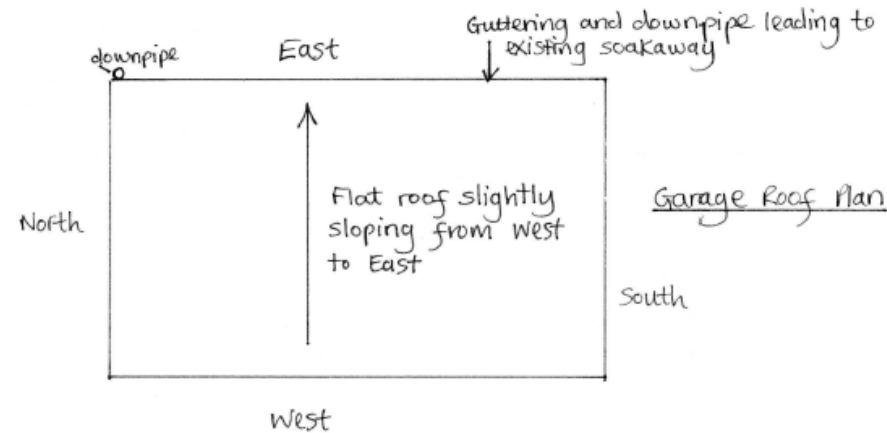 Guttering and downpipe leading to
existing soakaway
downpipe
East
Flat roof slightly
sloping from West
to East
Garage Roof Plan
North
South
West